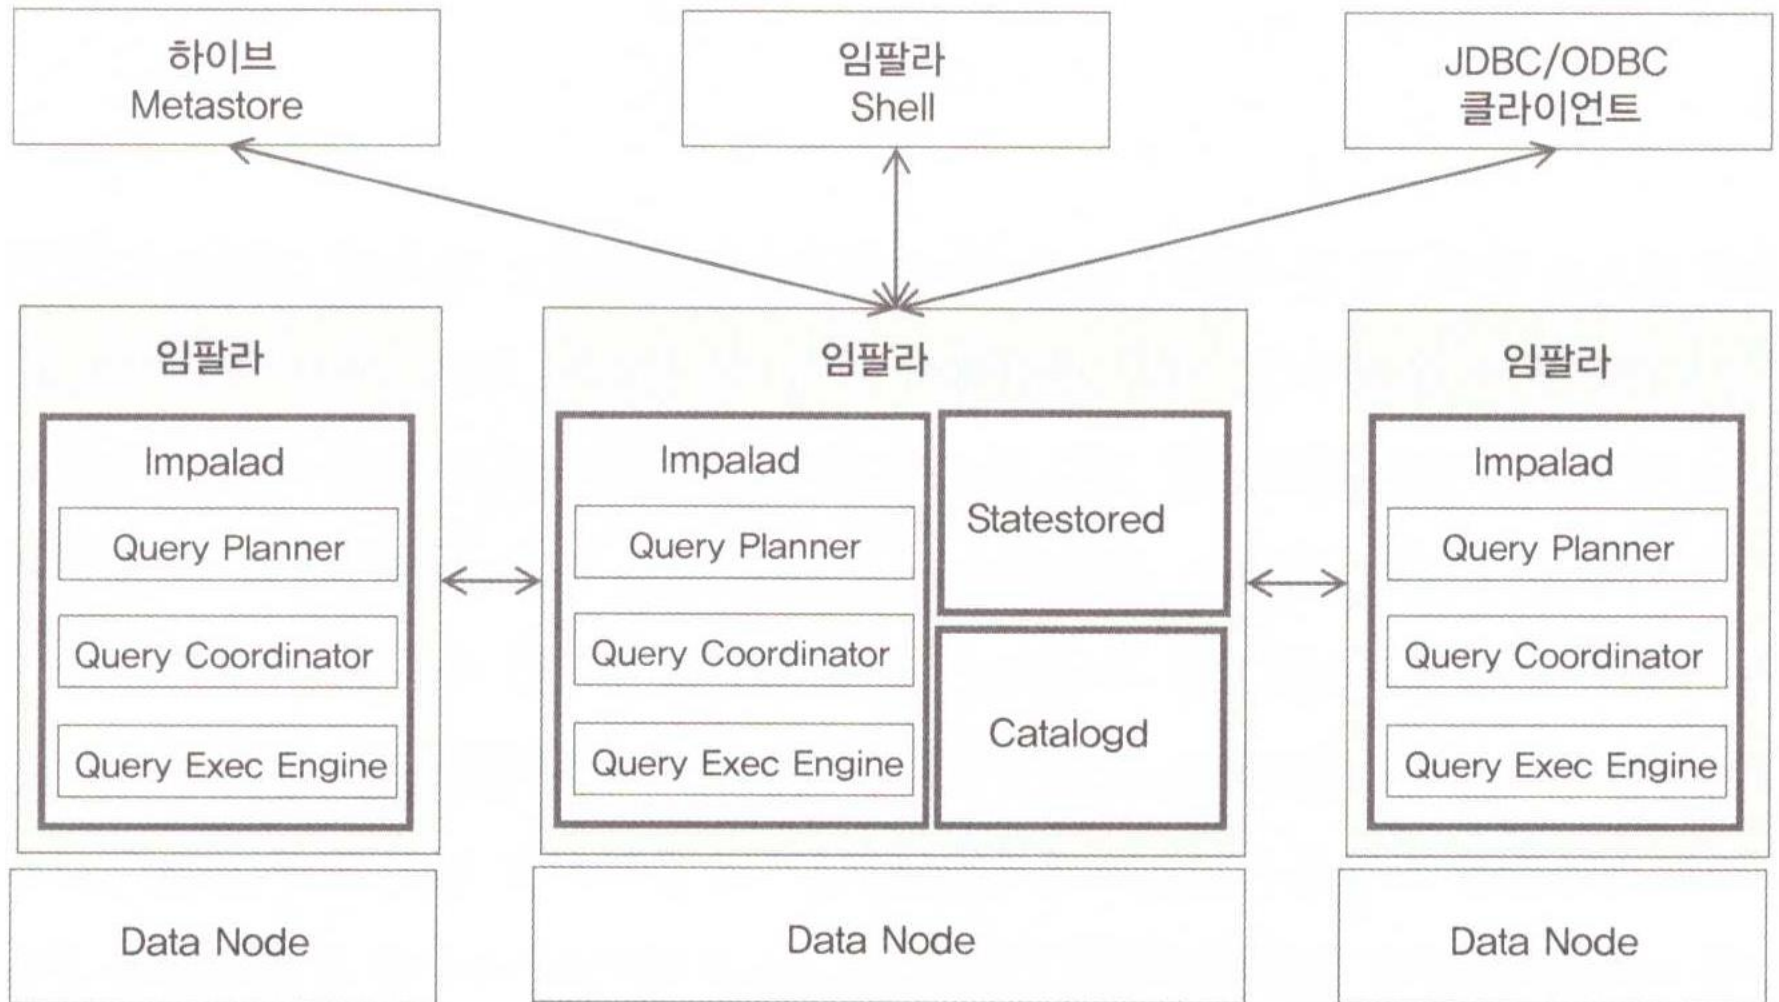 하이브
Metastore
임팔라
Shell
JDBC/ODBC
클라이언트
임팔라
Impalad
Query Planner
Query Coordinator
Query Exec Engine
Data Node
임팔라
Impalad
Query Planner
Query Coordinator
Query Exec Engine
Statestored
Catalogd
Data Node
임팔라
Impalad
Query Planner
Query Coordinator
Query Exec Engine
Data Node